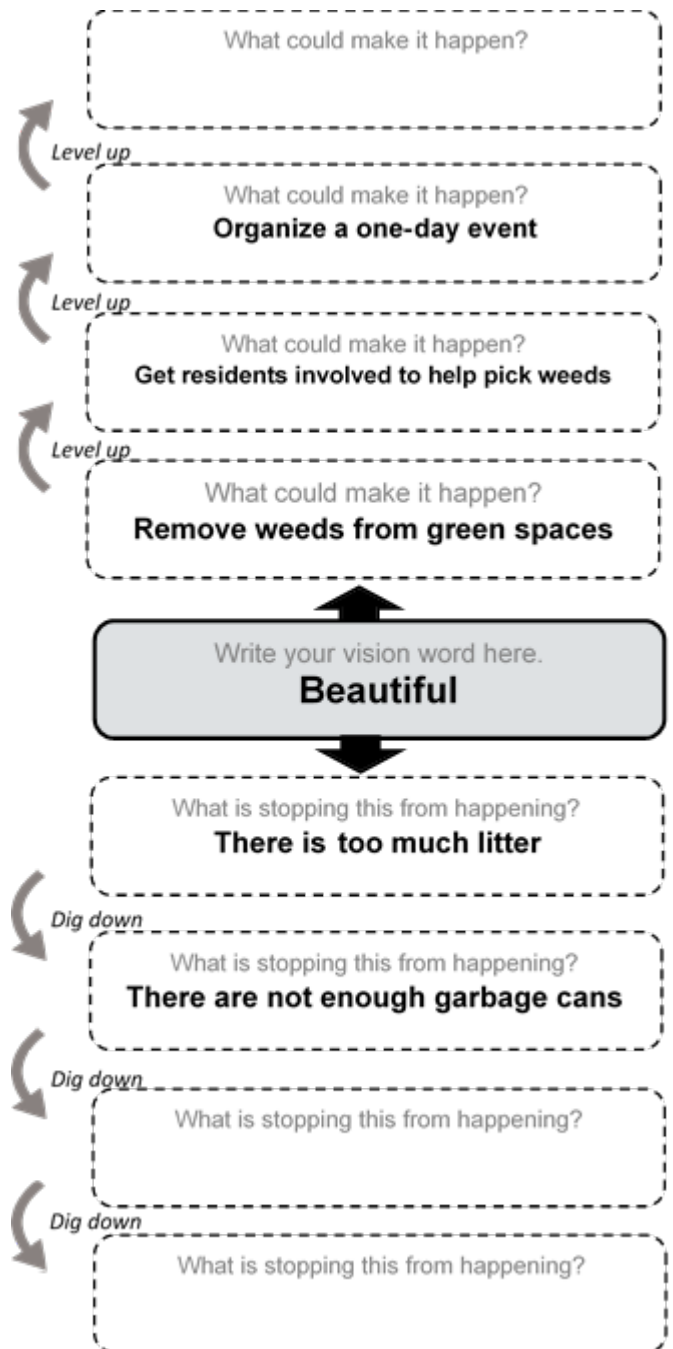 What could make it happen?
Level up
What could make it happen?
Organize a one-day event
Level up
What could make it happen?
Get residents involved to help pick weeds
Level up
What could make it happen?
Remove weeds from green spaces
Write your vision word here.
Beautiful
What is stopping this from happening?
There is too much litter
Dig down
What is stopping this from happening?
There are not enough garbage cans
Dig down
What is stopping this from happening?
Dig down
What is stopping this from happening?